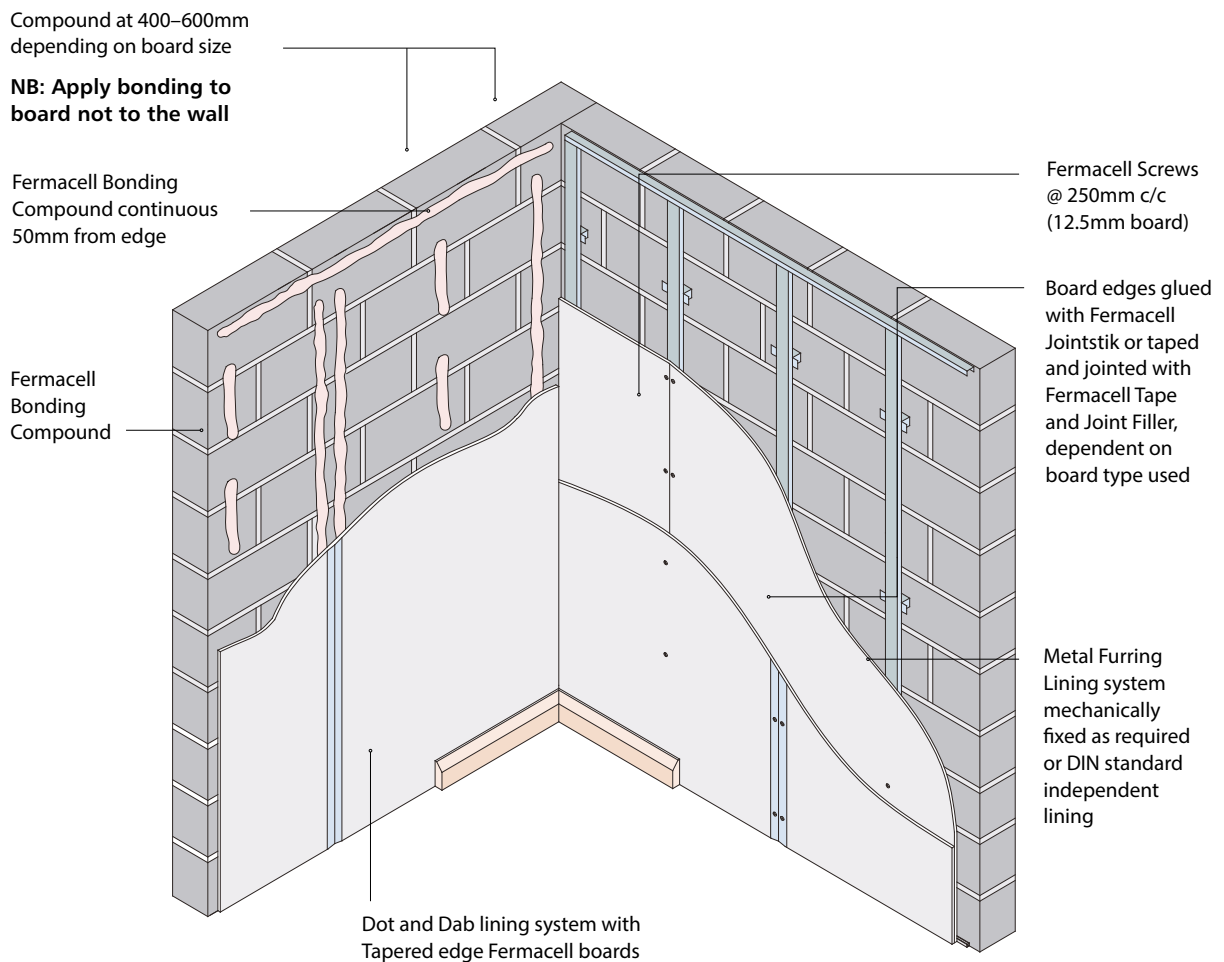 Compound at 400–600mm
depending on board size
NB: Apply bonding to
board not to the wall
Fermacell Bonding
Compound continuous
50mm from edge
Fermacell
Bonding
Compound
Fermacell Screws
@ 250mm c/c
(12.5mm board)
Board edges glued
with Fermacell
Jointstik or taped
and jointed with
Fermacell Tape
and Joint Filler,
dependent on
board type used
Metal Furring
Lining system
mechanically
fixed as required
or DIN standard
independent
lining
Dot and Dab lining system with
Tapered edge Fermacell boards